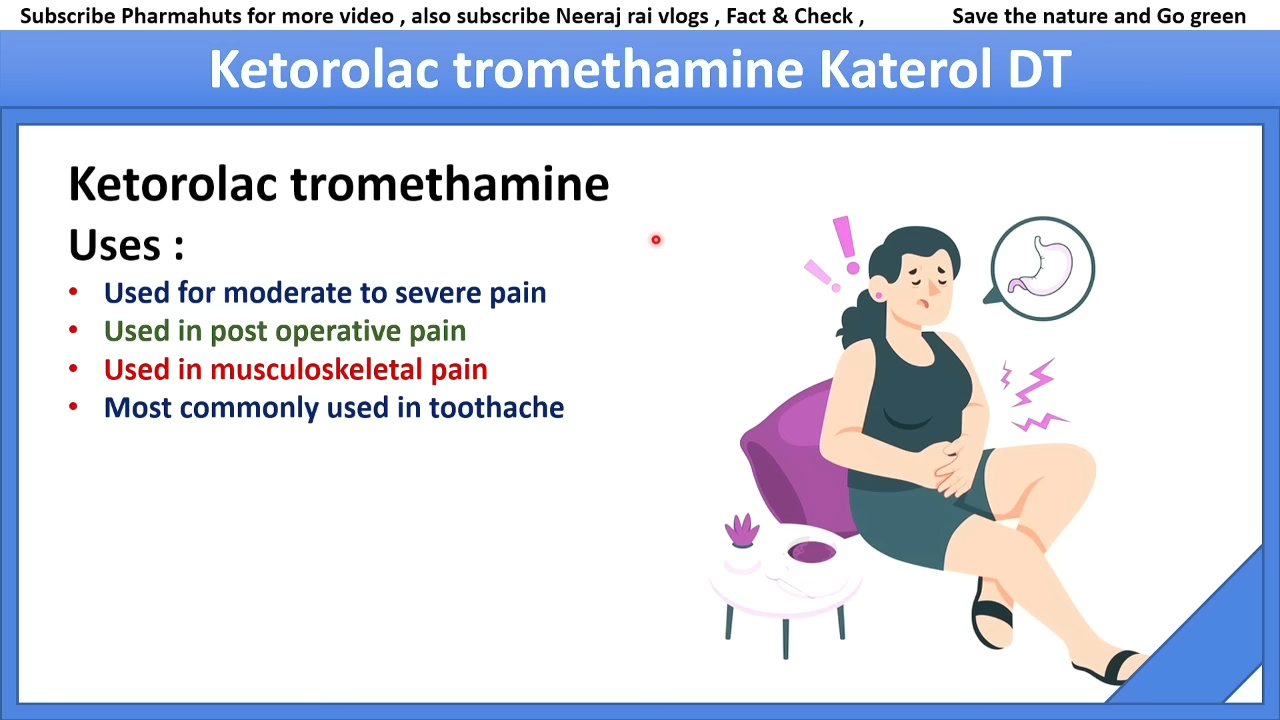 Subscribe Pharmahuts for more video , also subscribe Neeraj rai vlogs , Fact & Check , Save the nature and Go green
Ketorolac tromethamine Katerol DT
Ketorolac tromethamine
Uses :
• Used for moderate to severe pain
• Used in post operative pain
• Used in musculoskeletal pain
• Most commonly used in toothache